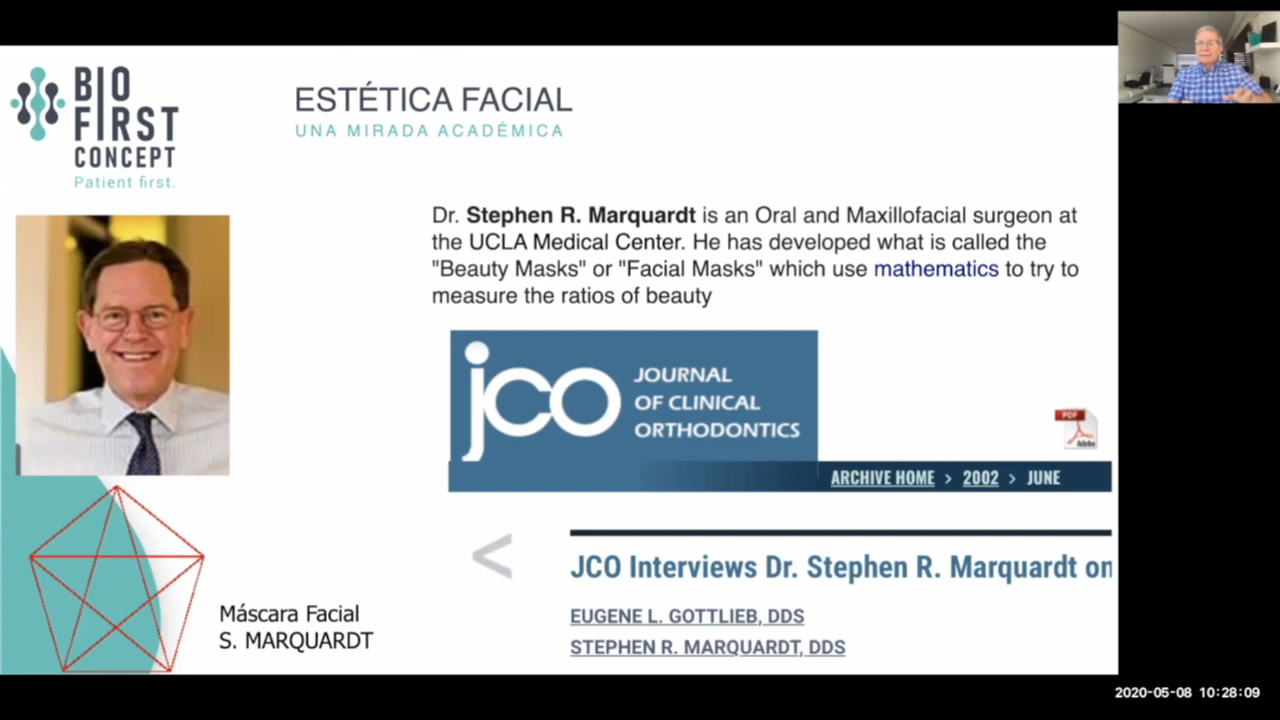 BIO
FIRST
CONCEPT
Patient first.
ESTÉTICA FACIAL
UNA MIRADA ACADÉMICA
Dr. Stephen R. Marquardt is an Oral and Maxillofacial surgeon at
the UCLA Medical Center. He has developed what is called the
"Beauty Masks" or "Facial Masks" which use mathematics to try to
measure the ratios of beauty
jco
JOURNAL
OF CLINICAL
ORTHODONTICS
PDF
Adobe
ARCHIVE HOME > 2002 > JUNE
<
JCO Interviews Dr. Stephen R. Marquardt on
EUGENE L. GOTTLIEB, DDS
STEPHEN R. MARQUARDT, DDS
Máscara Facial
S. MARQUARDT
2020-05-08 10:28:09